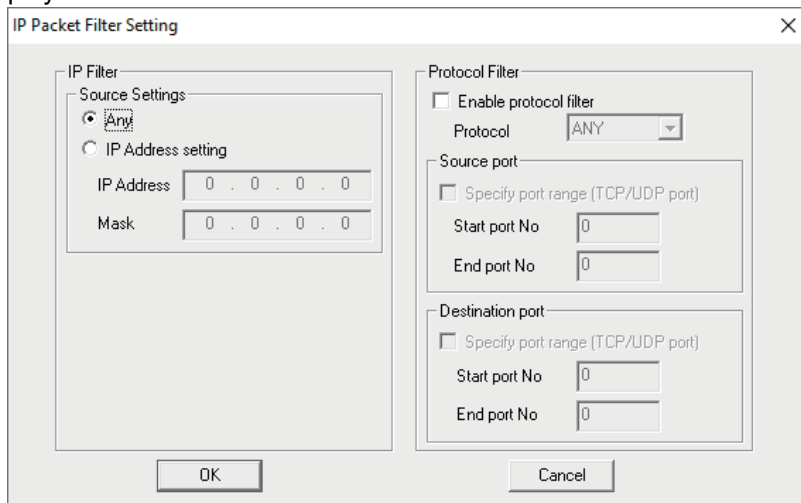 IP Packet Filter Setting
IP Filter
Source Settings
Any
IP Address setting
IP Address 0 . 0 . 0 . 0
Mask 0 . 0 . 0 . 0
Protocol Filter
Enable protocol filter
Protocol ANY
Source port
Specify port range (TCP/UDP port)
Start port No 0
End port No 0
Destination port
Specify port range (TCP/UDP port)
Start port No 0
End port No 0
OK
Cancel